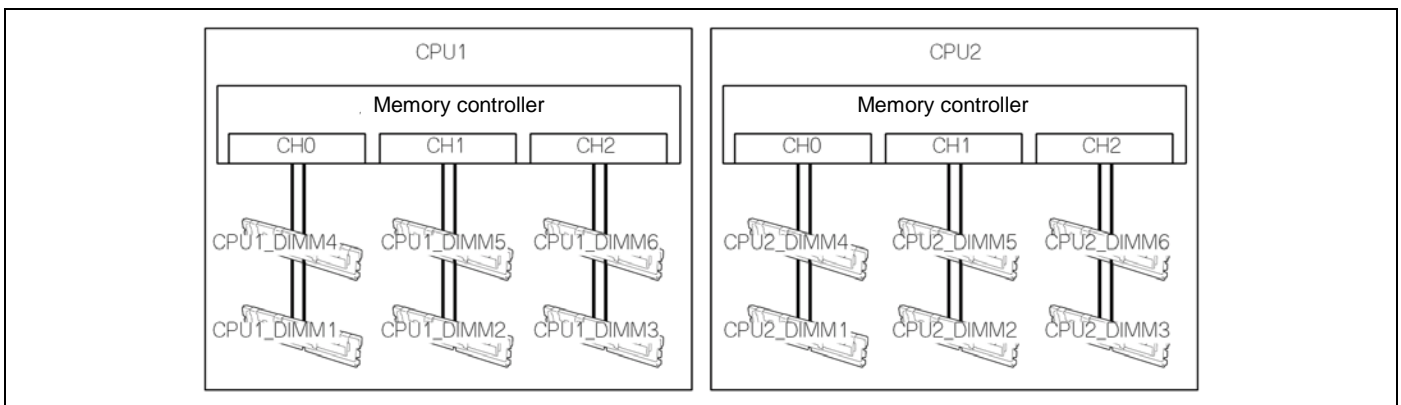 CPU1 CPU2
Memory controller Memory controller
CH0 CH1 CH2 CH0 CH1 CH2
CPU1_DIMM4 CPU1_DIMM5 CPU1_DIMM6 CPU2_DIMM4 CPU2_DIMM5 CPU2_DIMM6
CPU1_DIMM1 CPU1_DIMM2 CPU1_DIMM3 CPU2_DIMM1 CPU2_DIMM2 CPU2_DIMM3